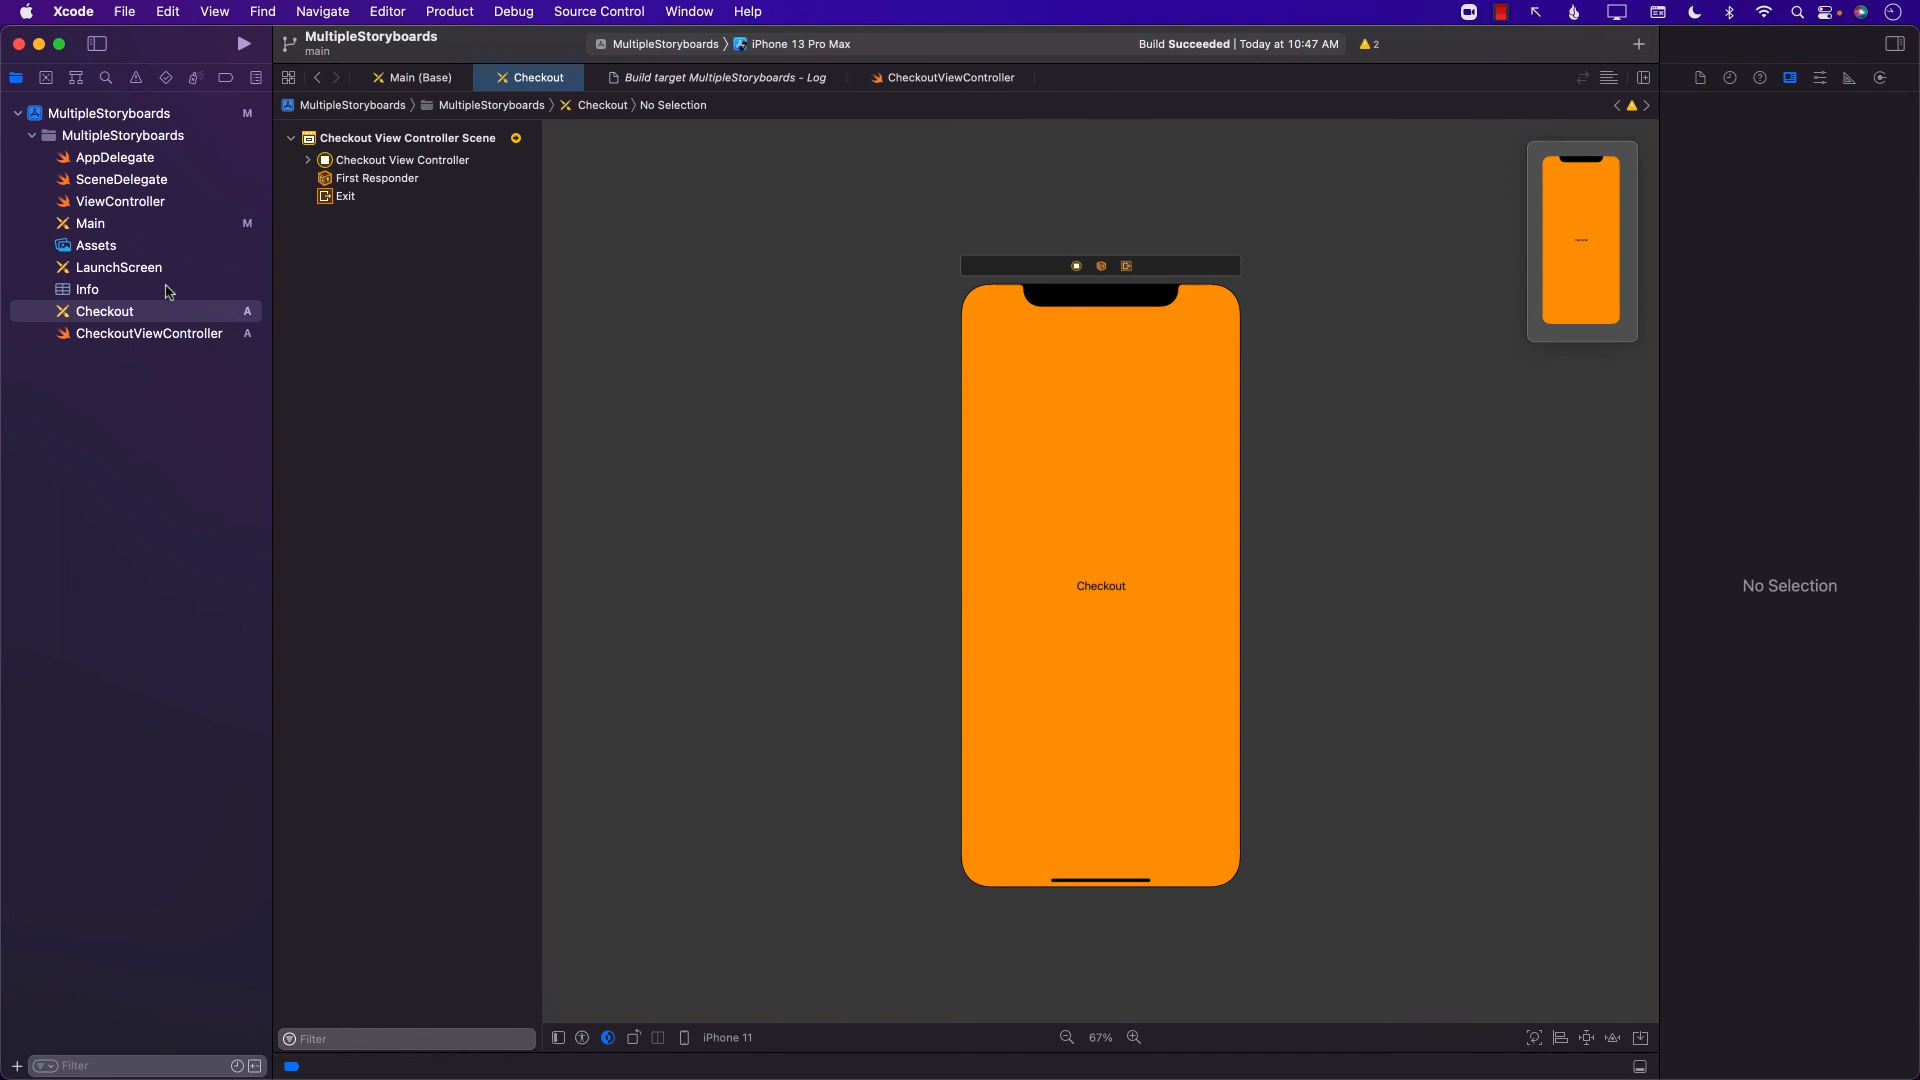 Xcode File Edit View Find Navigate Editor Product Debug Source Control Window Help
MultipleStoryboards
main
MultipleStoryboards iPhone 13 Pro Max
Build Succeeded | Today at 10:47 AM
2
Main (Base)
Checkout
Build target MultipleStoryboards - Log
CheckoutViewController
MultipleStoryboards MultipleStoryboards Checkout No Selection
MultipleStoryboards M
MultipleStoryboards
AppDelegate
SceneDelegate
ViewController
Main M
Assets
LaunchScreen
Info
Checkout A
CheckoutViewController A
Checkout View Controller Scene
Checkout View Controller
First Responder
Exit
Checkout
No Selection
Filter
iPhone 11
67%
Filter